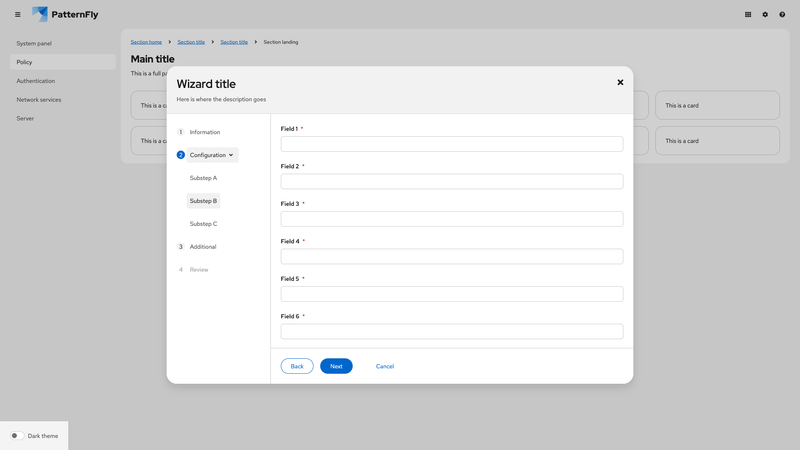 PatternFly
System panel
Policy
Authentication
Network services
Server
Section home
Section title
Section title
Section landing
Main title
This is a full pa
This is a ca
This is a card
This is a ca
This is a card
Wizard title
Here is where the description goes
1 Information
2 Configuration
Substep A
Substep B
Substep C
3 Additional
4 Review
Field 1 *
Field 2 *
Field 3 *
Field 4 *
Field 5 *
Field 6 *
Back
Next
Cancel
Dark theme